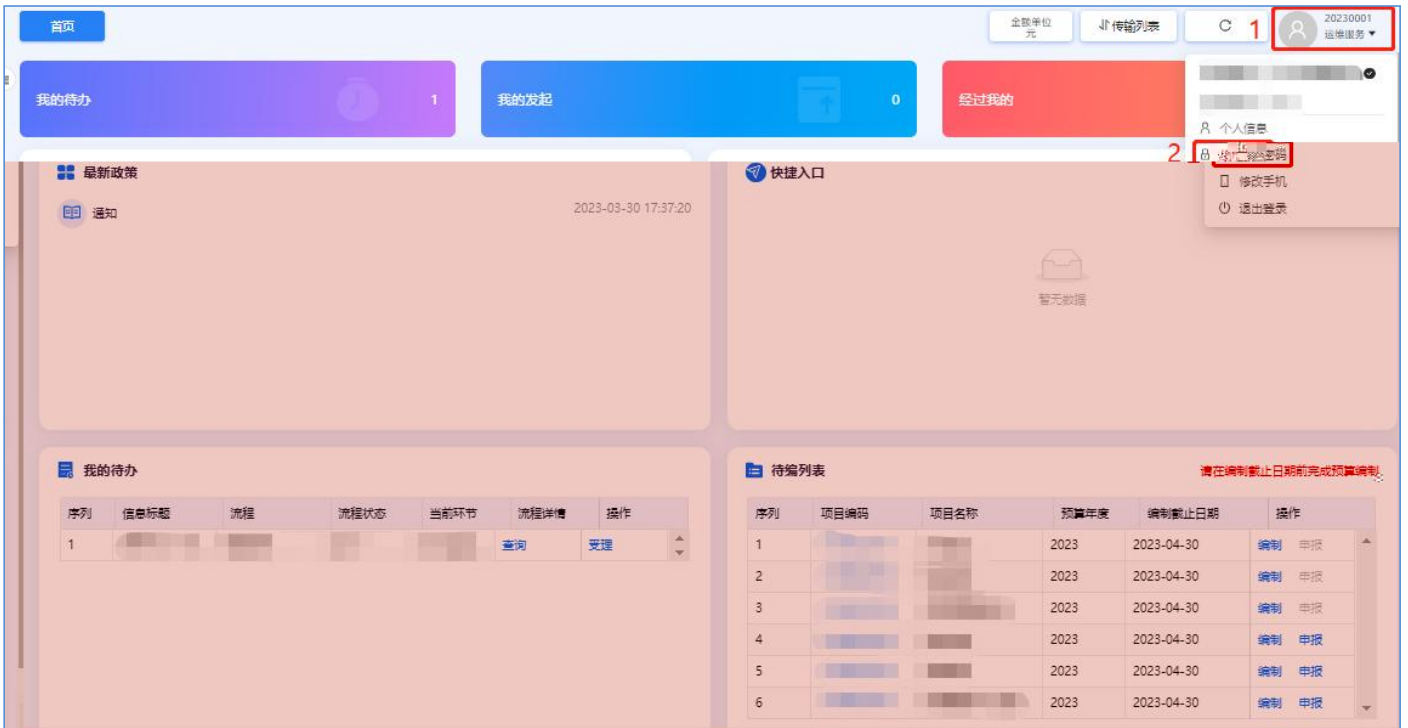 首页
金额单位
元
传输列表
1
20230001
运维服务
我的待办 1
我的发起 0
经过我的
个人信息
2
密码
修改手机
退出登录
最新政策
通知 2023-03-30 17:37:20
快捷入口
暂无数据
我的待办
序列 信息标题 流程 流程状态 当前环节 流程详情 操作
1 查询 受理
待编列表 请在编制截止日期前完成预算编制
序列 项目编码 项目名称 预算年度 编制截止日期 操作
1 2023 2023-04-30 编制 申报
2 2023 2023-04-30 编制 申报
3 2023 2023-04-30 编制 申报
4 2023 2023-04-30 编制 申报
5 2023 2023-04-30 编制 申报
6 2023 2023-04-30 编制 申报